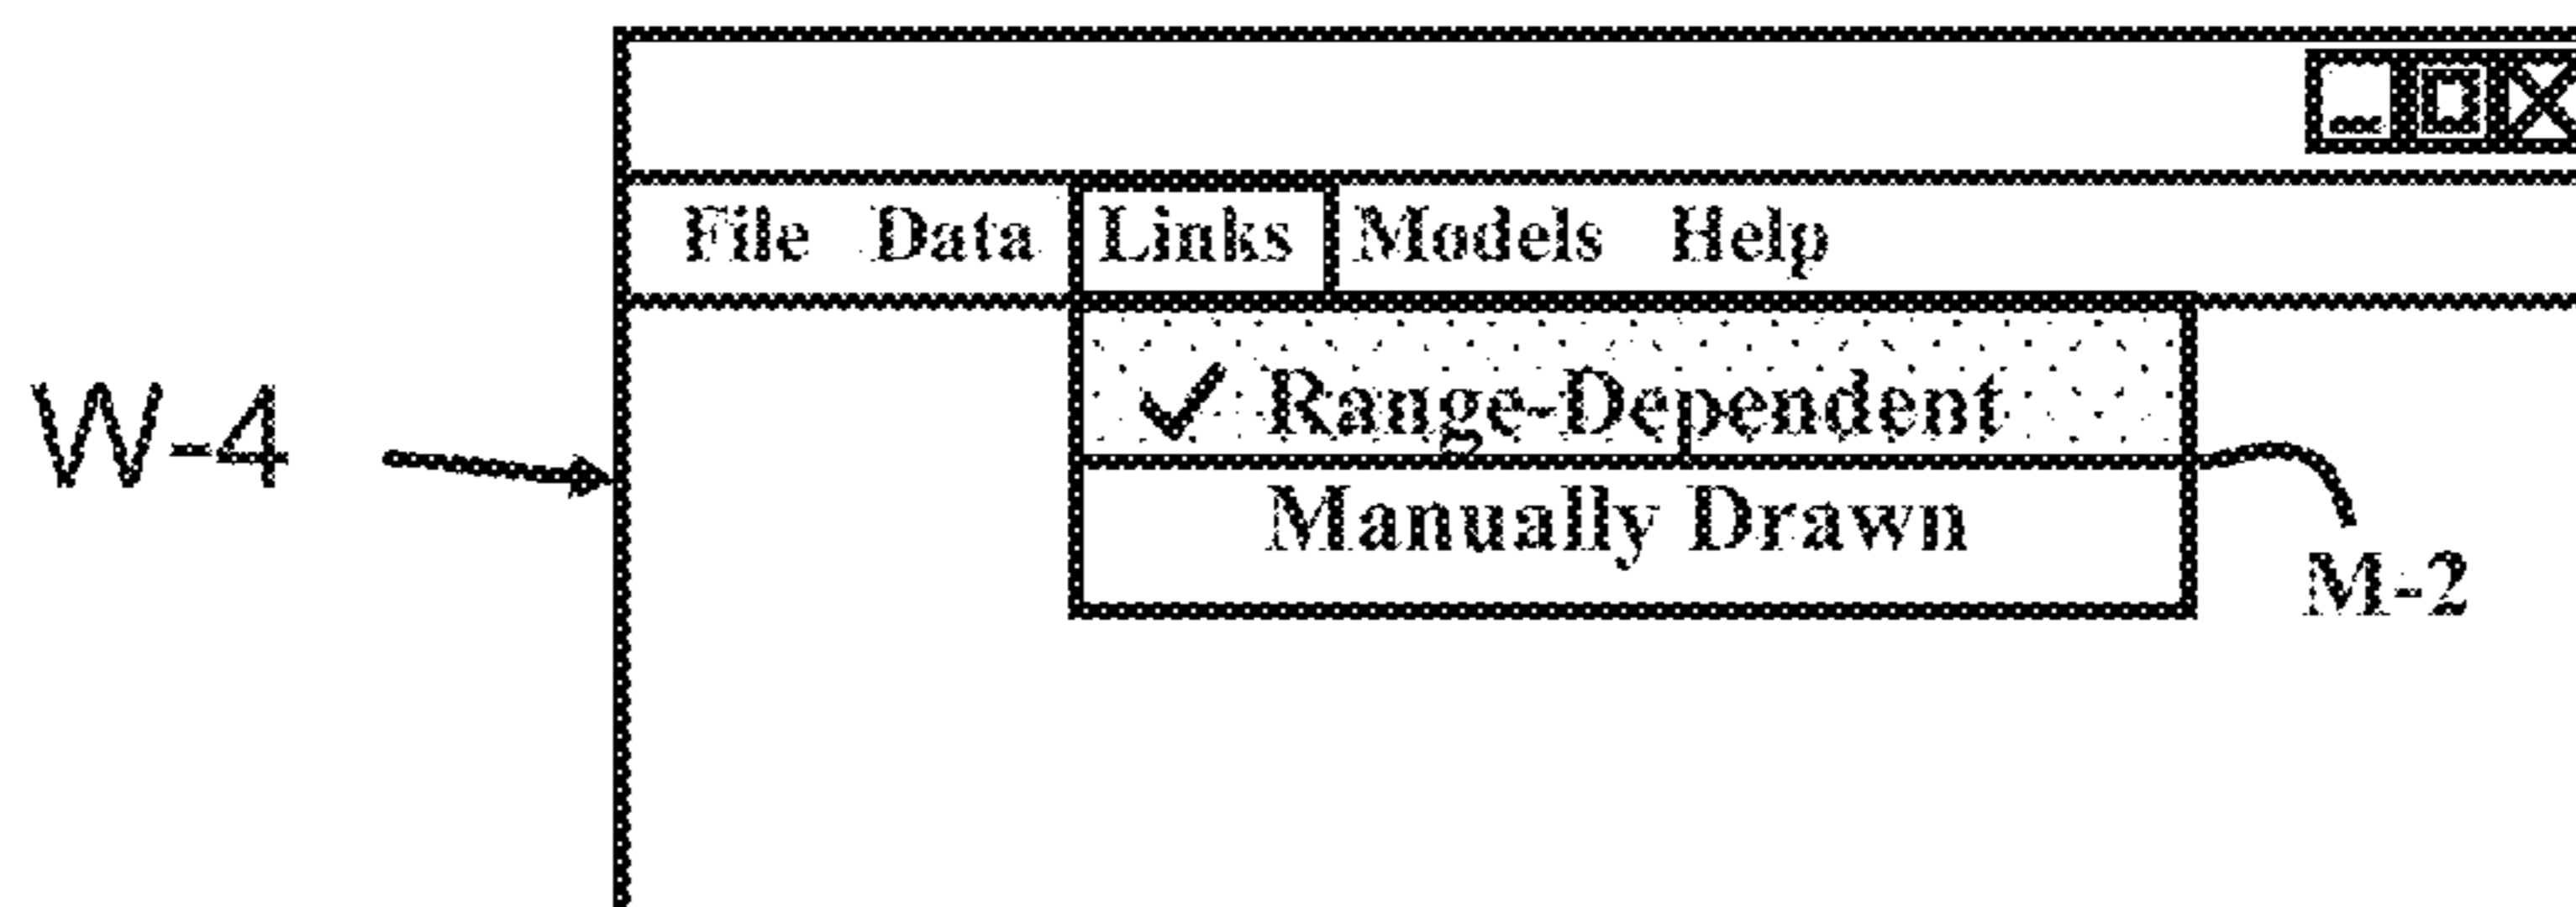 File Data Links Models Help
✓ Range-Dependent
W-4
Manually Drawn
M-2